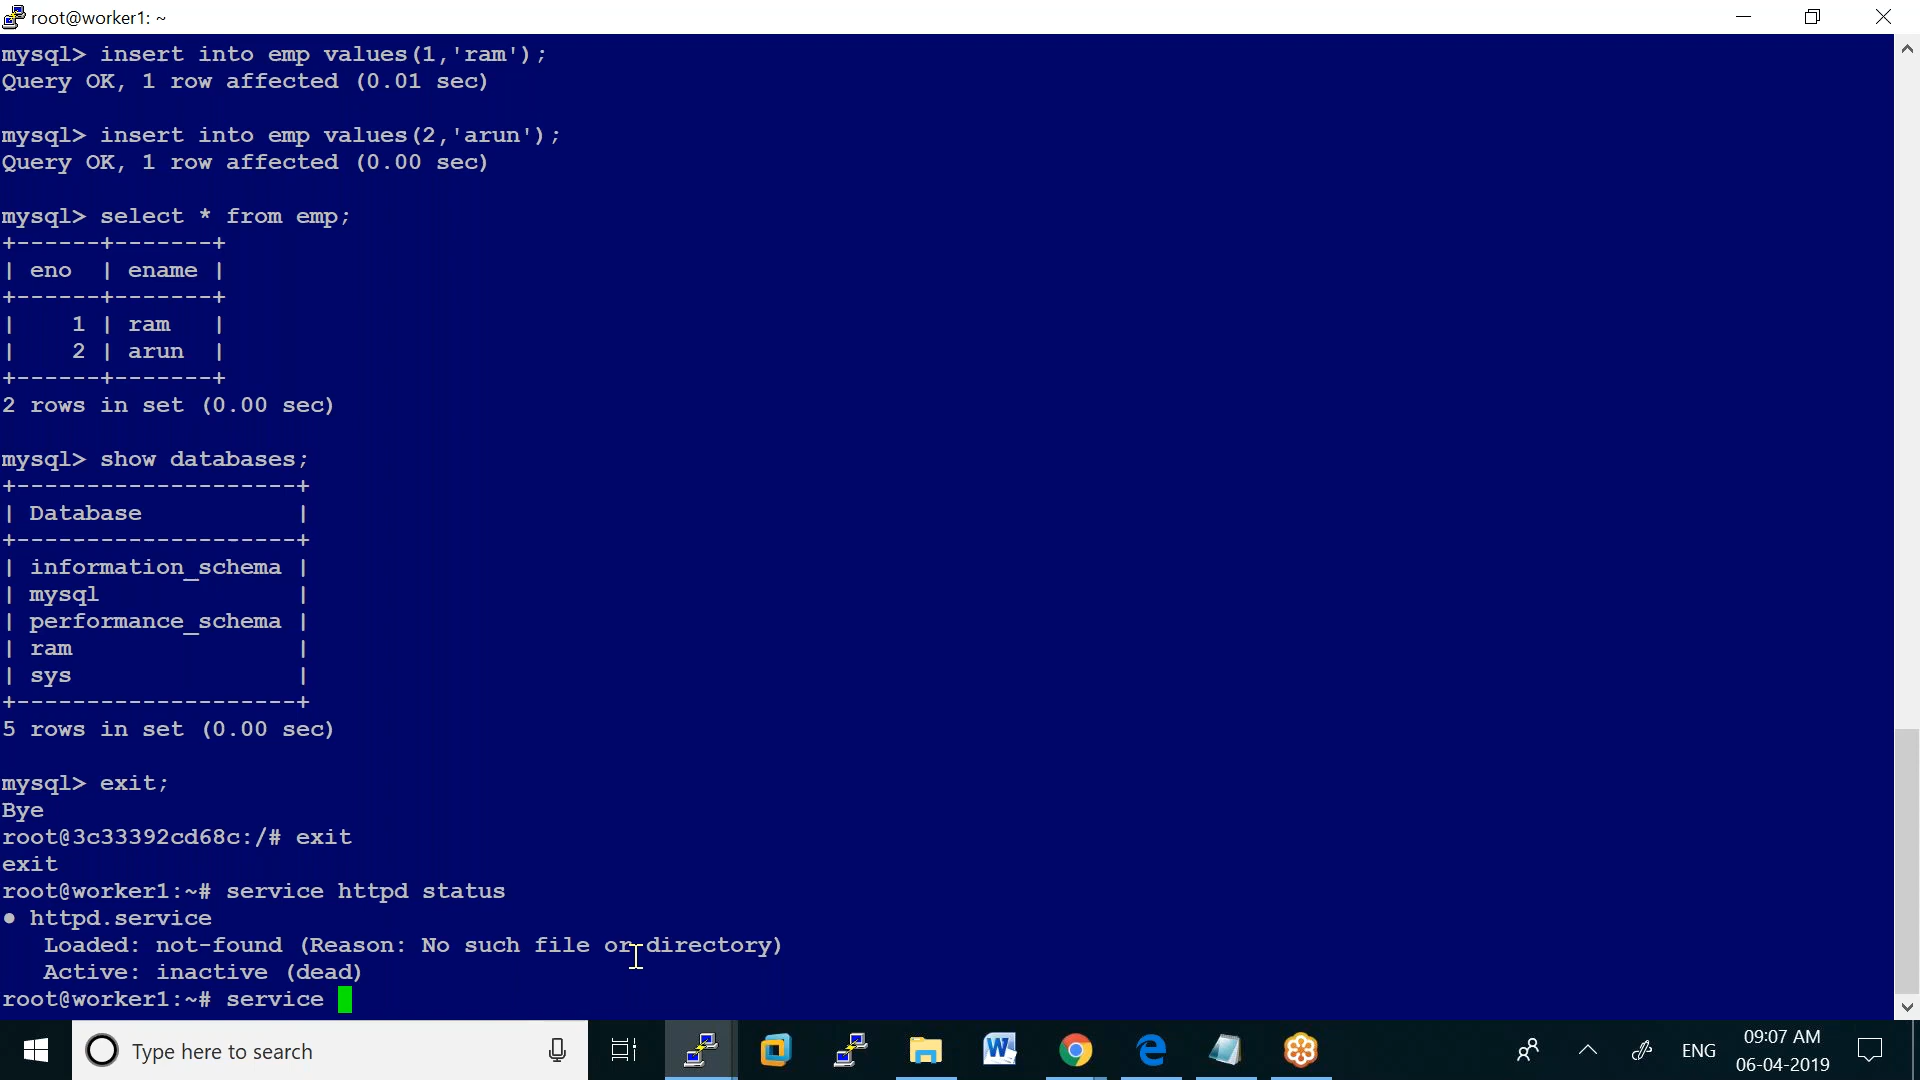 root@worker1: ~
mysql> insert into emp values(1,'ram');
Query OK, 1 row affected (0.01 sec)
mysql> insert into emp values(2,'arun');
Query OK, 1 row affected (0.00 sec)
mysql> select * from emp;
+------+-------+
| eno  | ename |
+------+-------+
|    1 | ram   |
|    2 | arun  |
+------+-------+
2 rows in set (0.00 sec)
mysql> show databases;
+--------------------+
| Database           |
+--------------------+
| information_schema |
| mysql              |
| performance_schema |
| ram                |
| sys                |
+--------------------+
5 rows in set (0.00 sec)
mysql> exit;
Bye
root@3c33392cd68c:/# exit
exit
root@worker1:~# service httpd status
● httpd.service
   Loaded: not-found (Reason: No such file or directory)
   Active: inactive (dead)
root@worker1:~# service
Type here to search
ENG
09:07 AM
06-04-2019